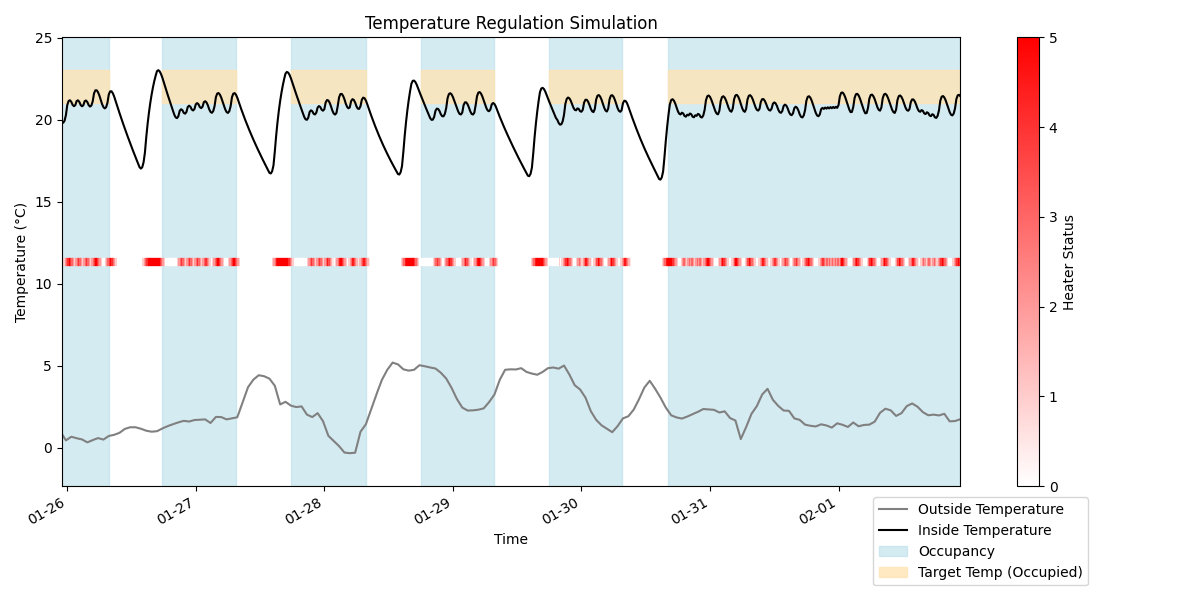 Temperature Regulation Simulation
25
20
15
10
5
0
Temperature (°C)
01-26
01-27
01-28
01-29
01-30
01-31
02-01
Time
5
4
3
2
1
0
Heater Status
Outside Temperature
Inside Temperature
Occupancy
Target Temp (Occupied)